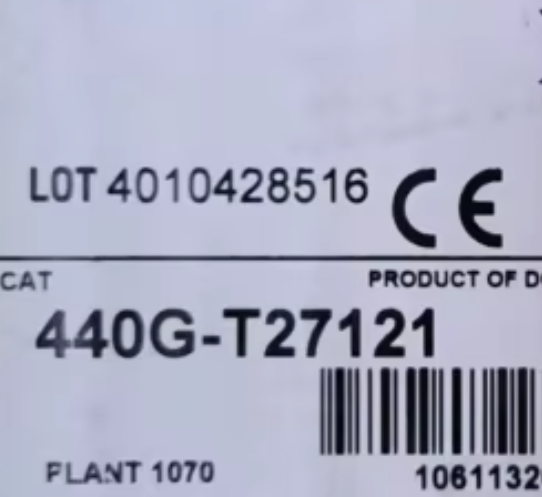 LOT 4010428516 CE
CAT PRODUCT OF D
440G-T27121
PLANT 1070 1061132